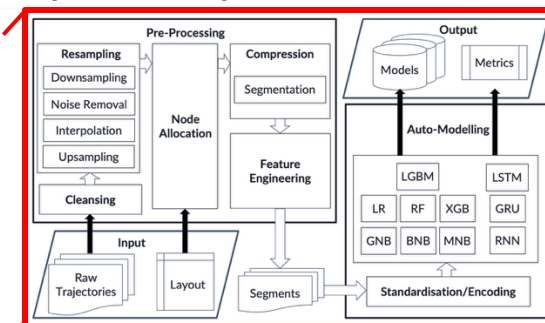 Pre-Processing
Resampling
Downsampling
Noise Removal
Interpolation
Upsampling
Cleansing
Node
Allocation
Compression
Segmentation
Feature
Engineering
Input
Raw
Trajectories
Layout
Segments
Output
Models
Metrics
Auto-Modelling
LGBM
LSTM
LR
RF
XGB
GRU
GNB
BNB
MNB
RNN
Standardisation/Encoding